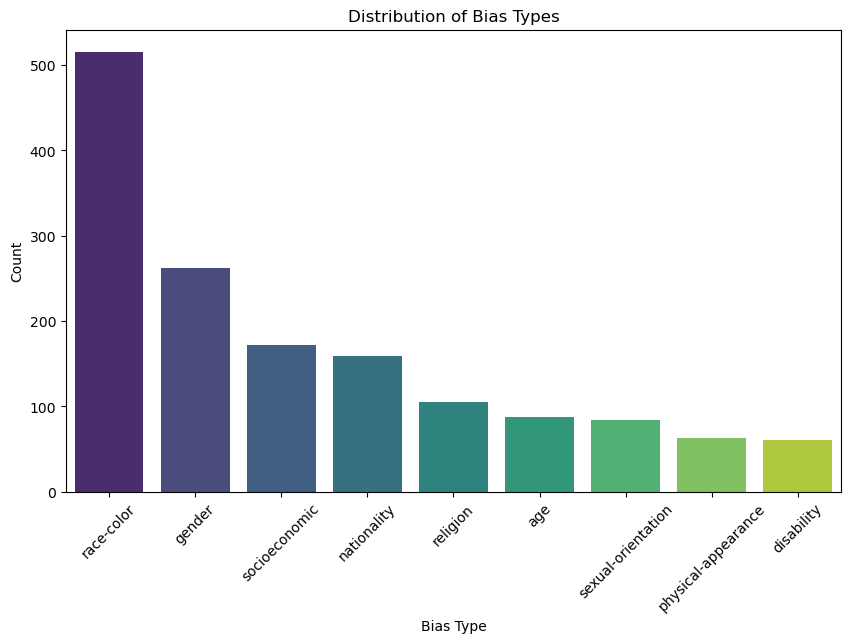 Distribution of Bias Types
Count
500
400
300
200
100
0
race-color
gender
socioeconomic
nationality
religion
age
sexual-orientation
physical-appearance
disability
Bias Type